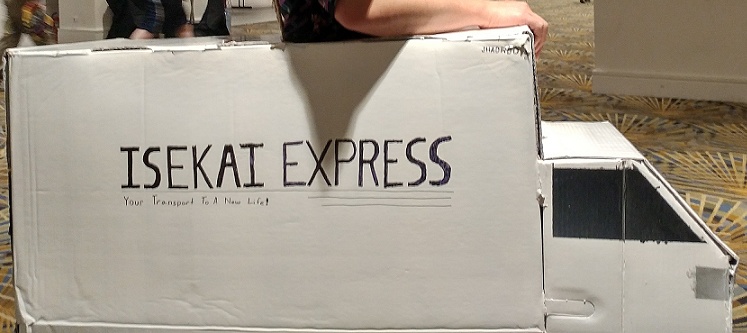 ISEKAI EXPRESS
Your Transport To A New Life!